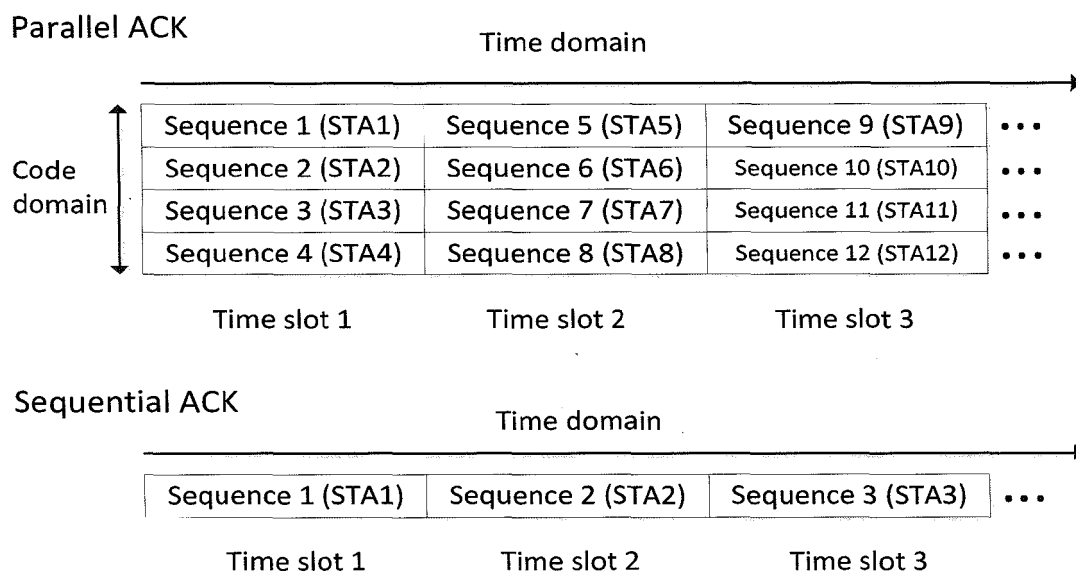 Parallel ACK
Time domain
Code
domain
Sequence 1 (STA1) Sequence 5 (STA5) Sequence 9 (STA9) •••
Sequence 2 (STA2) Sequence 6 (STA6) Sequence 10 (STA10) •••
Sequence 3 (STA3) Sequence 7 (STA7) Sequence 11 (STA11) •••
Sequence 4 (STA4) Sequence 8 (STA8) Sequence 12 (STA12) •••
Time slot 1 Time slot 2 Time slot 3
Sequential ACK
Time domain
Sequence 1 (STA1) Sequence 2 (STA2) Sequence 3 (STA3) •••
Time slot 1 Time slot 2 Time slot 3